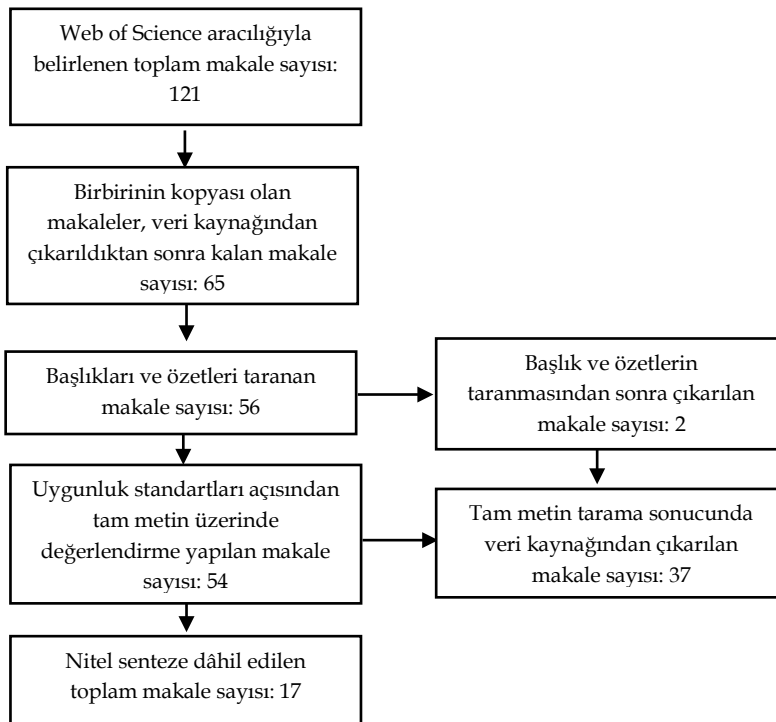 Web of Science aracılığıyla
belirlenen toplam makale sayısı:
121
Birbirinin kopyası olan
makaleler, veri kaynağından
çıkarıldıktan sonra kalan makale
sayısı: 65
Başlıkları ve özetleri taranan
makale sayısı: 56
Başlık ve özetlerin
taranmasından sonra çıkarılan
makale sayısı: 2
Uygunluk standartları açısından
tam metin üzerinde
değerlendirme yapılan makale
sayısı: 54
Tam metin tarama sonucunda
veri kaynağından çıkarılan
makale sayısı: 37
Nitel senteze dâhil edilen
toplam makale sayısı: 17